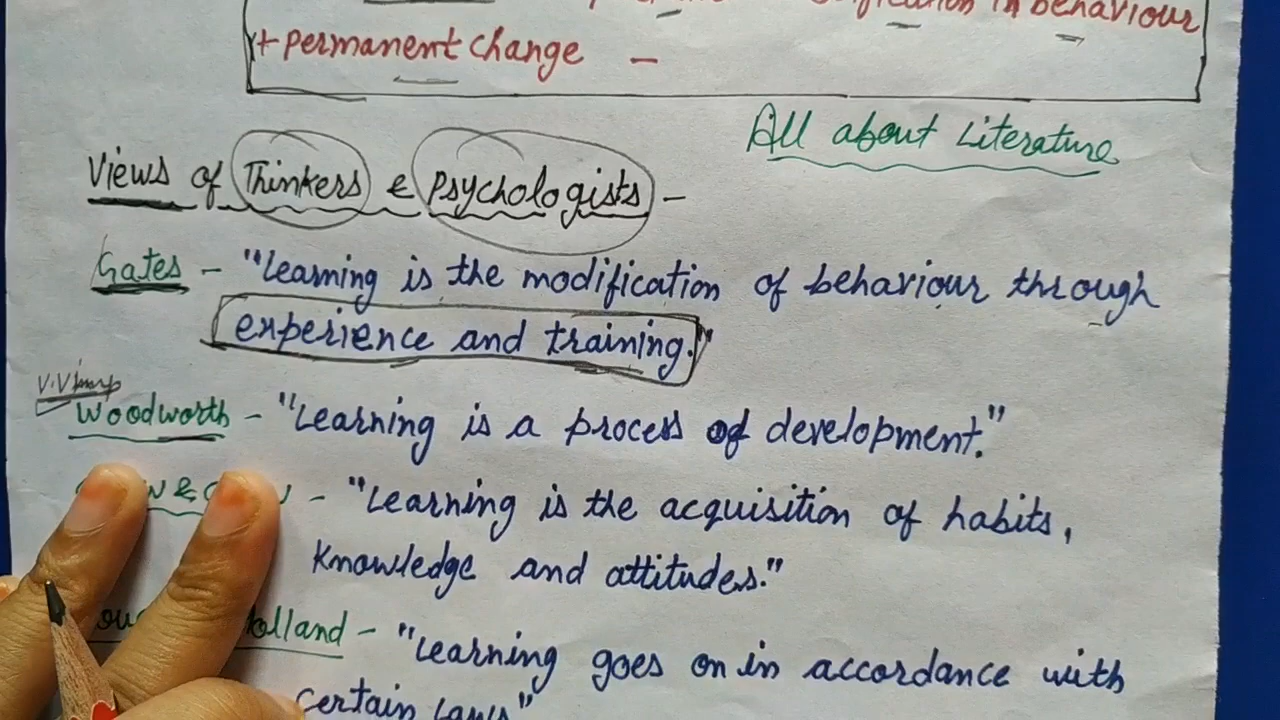 in behaviour
+ permanent change –
All about Literature
Views of Thinkers & Psychologists –
Gates – "Learning is the modification of behaviour through
experience and training."
V.V.Imp
Woodworth – "Learning is a process of development."
& – "Learning is the acquisition of habits,
knowledge and attitudes."
– "Learning goes on in accordance with
certain laws"